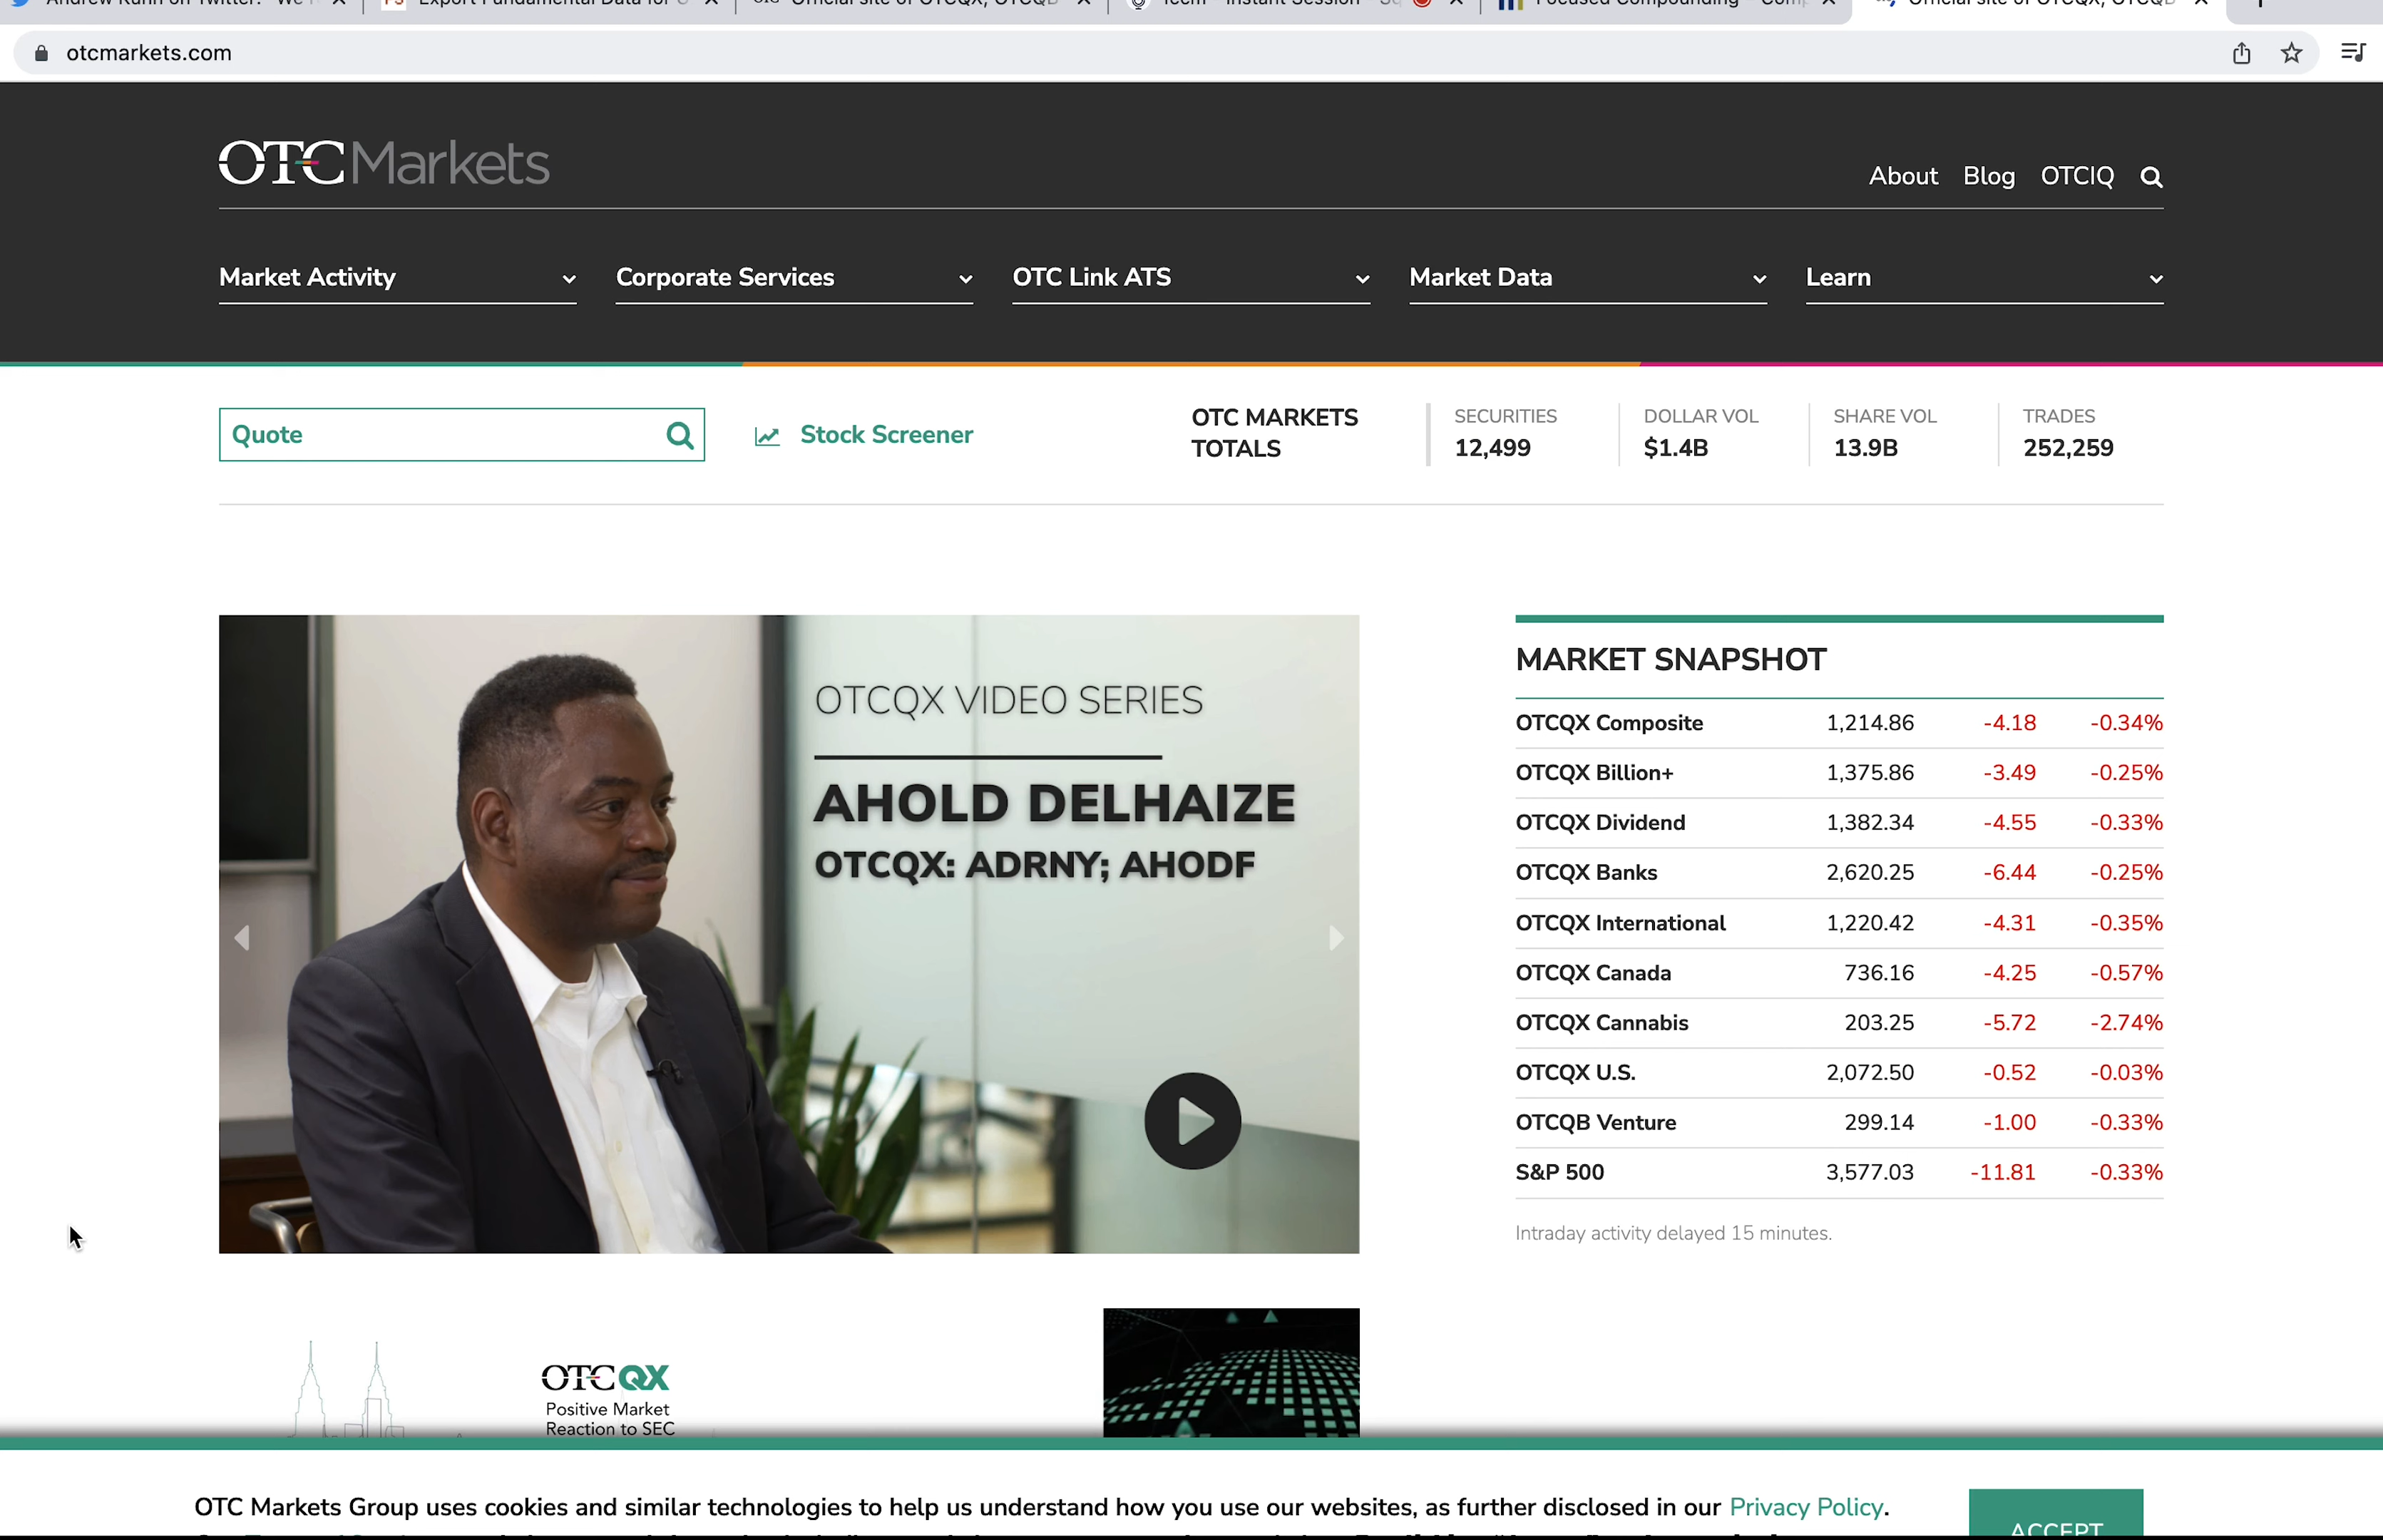 otcmarkets.com
OTC Markets
About Blog OTCIQ
Market Activity Corporate Services OTC Link ATS Market Data Learn
Quote
Stock Screener
OTC MARKETS
TOTALS
SECURITIES
12,499
DOLLAR VOL
$1.4B
SHARE VOL
13.9B
TRADES
252,259
OTCQX VIDEO SERIES
AHOLD DELHAIZE
OTCQX: ADRNY; AHODF
MARKET SNAPSHOT
OTCQX Composite 1,214.86 -4.18 -0.34%
OTCQX Billion+ 1,375.86 -3.49 -0.25%
OTCQX Dividend 1,382.34 -4.55 -0.33%
OTCQX Banks 2,620.25 -6.44 -0.25%
OTCQX International 1,220.42 -4.31 -0.35%
OTCQX Canada 736.16 -4.25 -0.57%
OTCQX Cannabis 203.25 -5.72 -2.74%
OTCQX U.S. 2,072.50 -0.52 -0.03%
OTCQB Venture 299.14 -1.00 -0.33%
S&P 500 3,577.03 -11.81 -0.33%
Intraday activity delayed 15 minutes.
OTCQX
Positive Market
Reaction to SEC
OTC Markets Group uses cookies and similar technologies to help us understand how you use our websites, as further disclosed in our Privacy Policy.
ACCEPT